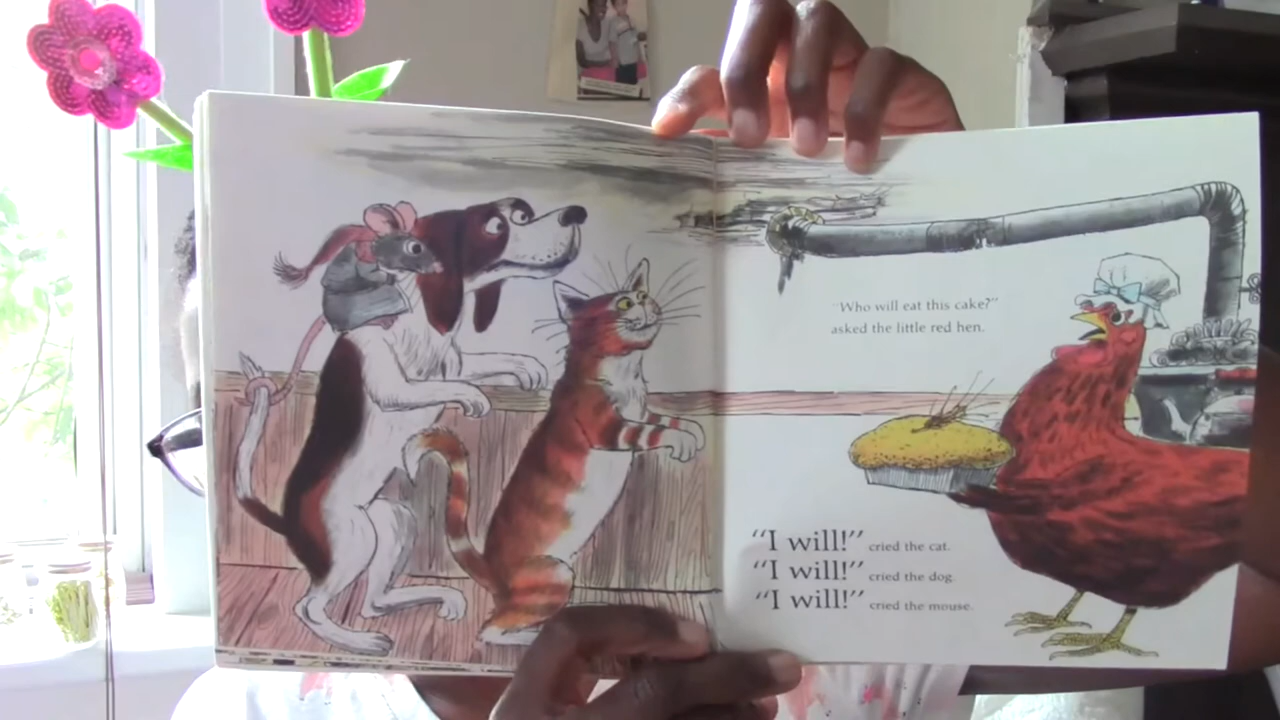 "Who will eat this cake?"
asked the little red hen.
"I will!" cried the cat.
"I will!" cried the dog.
"I will!" cried the mouse.